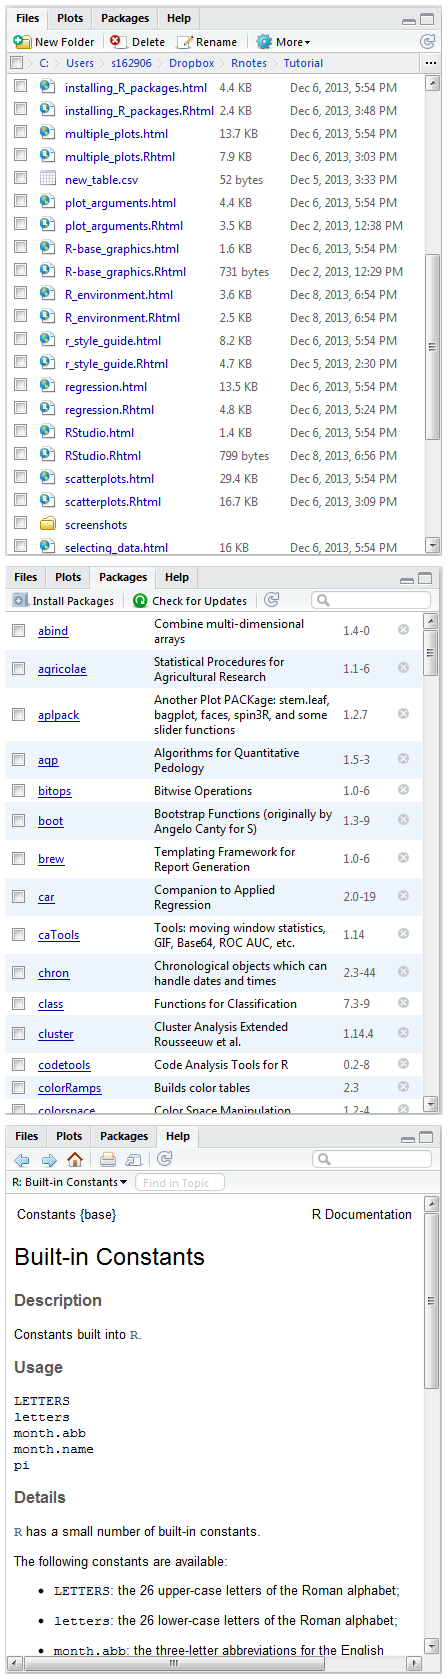 Files Plots Packages Help
New Folder Delete Rename More
C: Users s162906 Dropbox Rnotes Tutorial ...
installing_R_packages.html 4.4 KB Dec 6, 2013, 5:54 PM
installing_R_packages.Rhtml 2.4 KB Dec 6, 2013, 3:48 PM
multiple_plots.html 13.7 KB Dec 6, 2013, 5:54 PM
multiple_plots.Rhtml 7.9 KB Dec 6, 2013, 3:03 PM
new_table.csv 52 bytes Dec 5, 2013, 3:33 PM
plot_arguments.html 4.4 KB Dec 6, 2013, 5:54 PM
plot_arguments.Rhtml 3.5 KB Dec 2, 2013, 12:38 PM
R-base_graphics.html 1.6 KB Dec 6, 2013, 5:54 PM
R-base_graphics.Rhtml 731 bytes Dec 2, 2013, 12:29 PM
R_environment.html 3.6 KB Dec 8, 2013, 6:54 PM
R_environment.Rhtml 2.5 KB Dec 8, 2013, 6:54 PM
r_style_guide.html 8.2 KB Dec 6, 2013, 5:54 PM
r_style_guide.Rhtml 4.7 KB Dec 5, 2013, 2:30 PM
regression.html 13.5 KB Dec 6, 2013, 5:54 PM
regression.Rhtml 4.8 KB Dec 6, 2013, 5:24 PM
RStudio.html 1.4 KB Dec 6, 2013, 5:54 PM
RStudio.Rhtml 799 bytes Dec 8, 2013, 6:56 PM
scatterplots.html 29.4 KB Dec 6, 2013, 5:54 PM
scatterplots.Rhtml 16.7 KB Dec 6, 2013, 3:09 PM
screenshots
selecting_data.html 16 KB Dec 6, 2013, 5:54 PM
Files Plots Packages Help
Install Packages Check for Updates
abind Combine multi-dimensional 1.4-0
arrays
agricolae Statistical Procedures for 1.1-6
Agricultural Research
Another Plot PACKage: stem.leaf,
aplpack bagplot, faces, spin3R, and some 1.2.7
slider functions
aqp Algorithms for Quantitative 1.5-3
Pedology
bitops Bitwise Operations 1.0-6
boot Bootstrap Functions (originally by 1.3-9
Angelo Canty for S)
brew Templating Framework for 1.0-6
Report Generation
car Companion to Applied 2.0-19
Regression
caTools Tools: moving window statistics, 1.14
GIF, Base64, ROC AUC, etc.
chron Chronological objects which can 2.3-44
handle dates and times
class Functions for Classification 7.3-9
cluster Cluster Analysis Extended 1.14.4
Rousseeuw et al.
codetools Code Analysis Tools for R 0.2-8
colorRamps Builds color tables 2.3
colorspace Color Space Manipulation 1.2-4
Files Plots Packages Help
R: Built-in Constants Find in Topic
Constants {base} R Documentation
Built-in Constants
Description
Constants built into R.
Usage
LETTERS
letters
month.abb
month.name
pi
Details
R has a small number of built-in constants.
The following constants are available:
• LETTERS: the 26 upper-case letters of the Roman alphabet;
• letters: the 26 lower-case letters of the Roman alphabet;
• month.abb: the three-letter abbreviations for the English